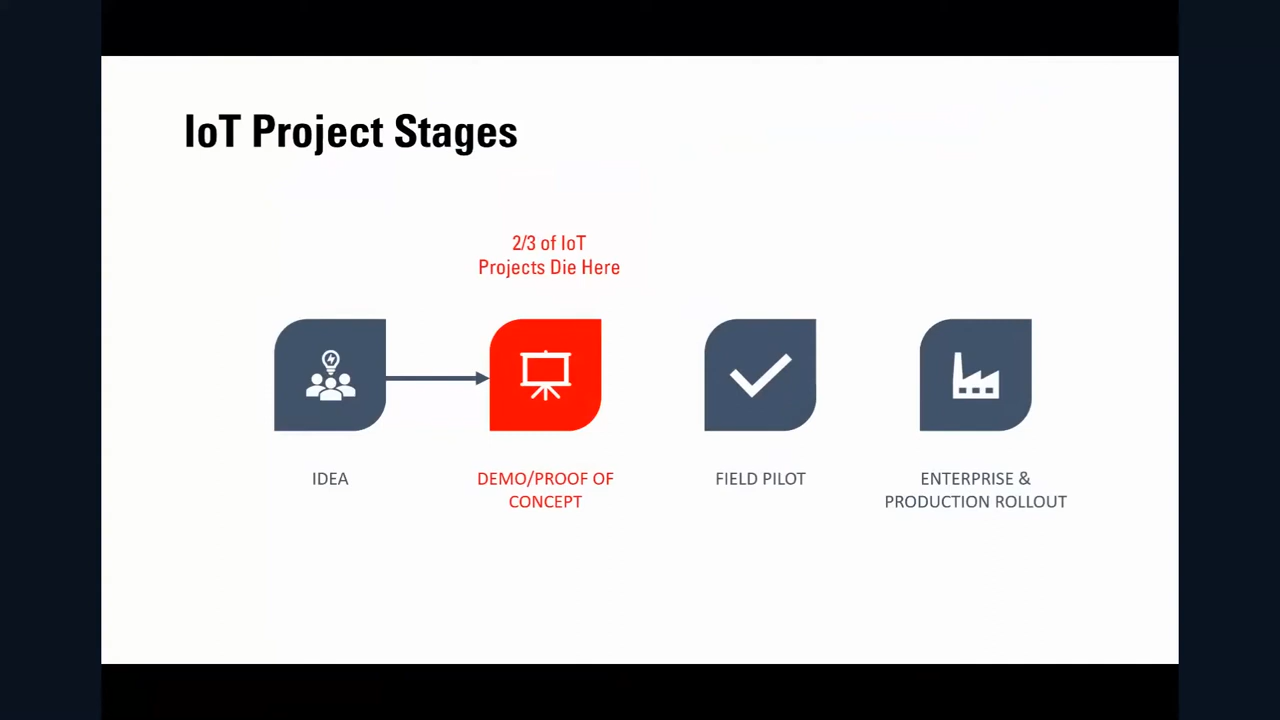 IoT Project Stages
2/3 of IoT
Projects Die Here
IDEA
DEMO/PROOF OF
CONCEPT
FIELD PILOT
ENTERPRISE &
PRODUCTION ROLLOUT